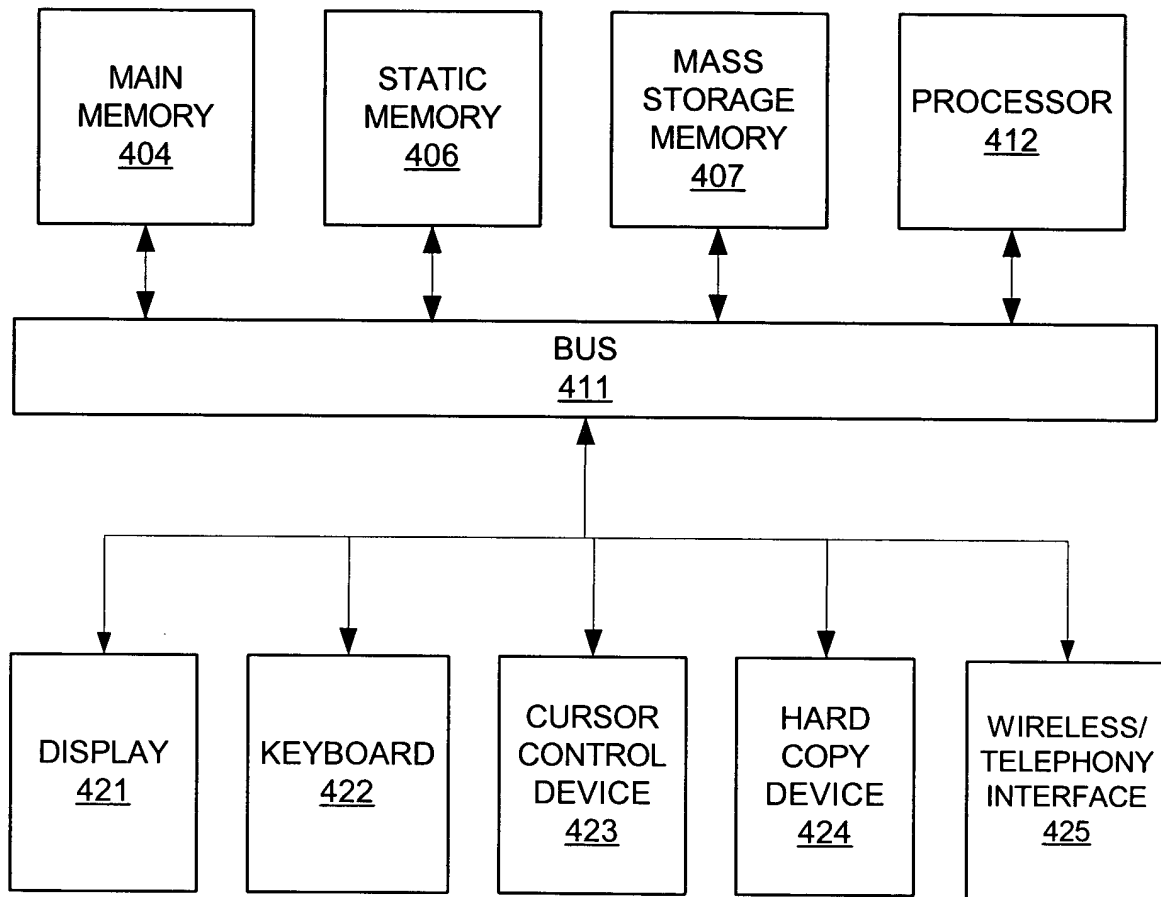 MAIN
MEMORY
404
STATIC
MEMORY
406
MASS
STORAGE
MEMORY
407
PROCESSOR
412
BUS
411
DISPLAY
421
KEYBOARD
422
CURSOR
CONTROL
DEVICE
423
HARD
COPY
DEVICE
424
WIRELESS/
TELEPHONY
INTERFACE
425